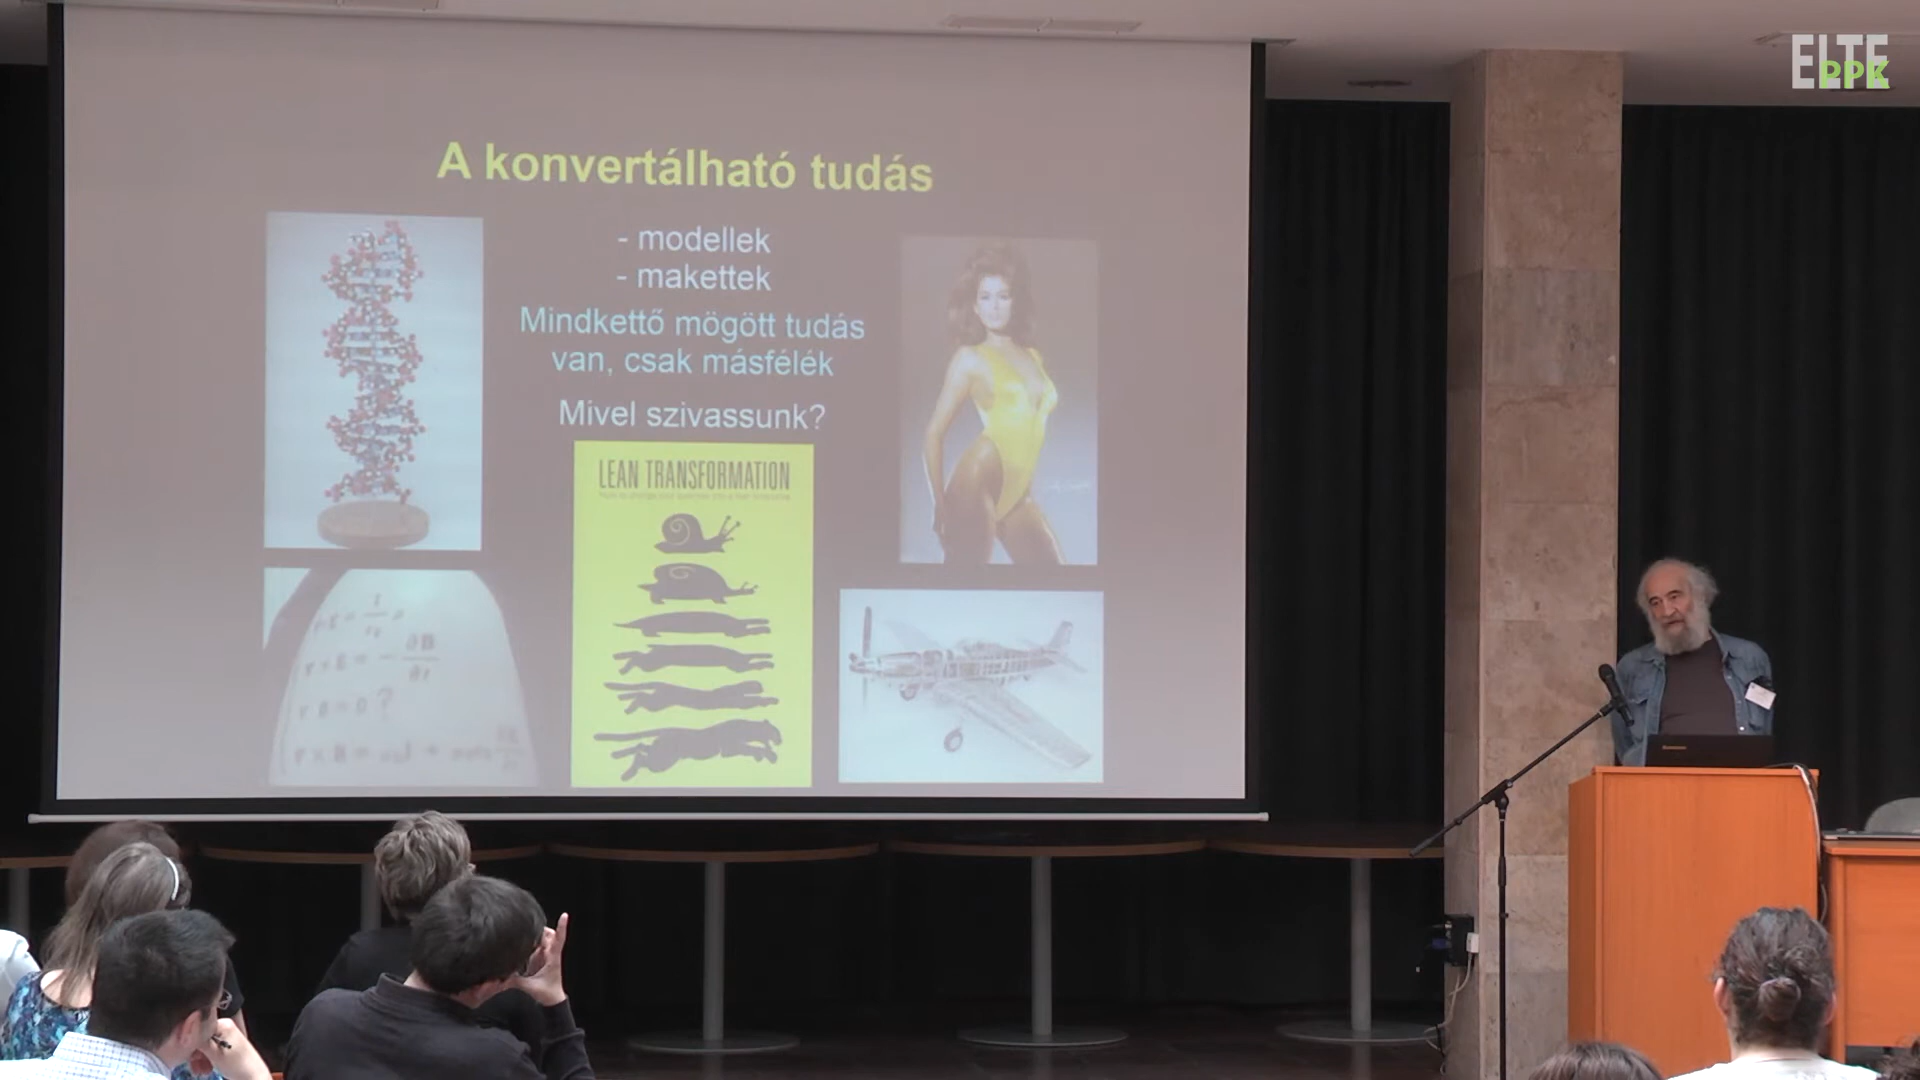 ELTE
PPK
A konvertálható tudás
- modellek
- makettek
Mindkettő mögött tudás
van, csak másfélék
Mivel szivassunk?
LEAN TRANSFORMATION